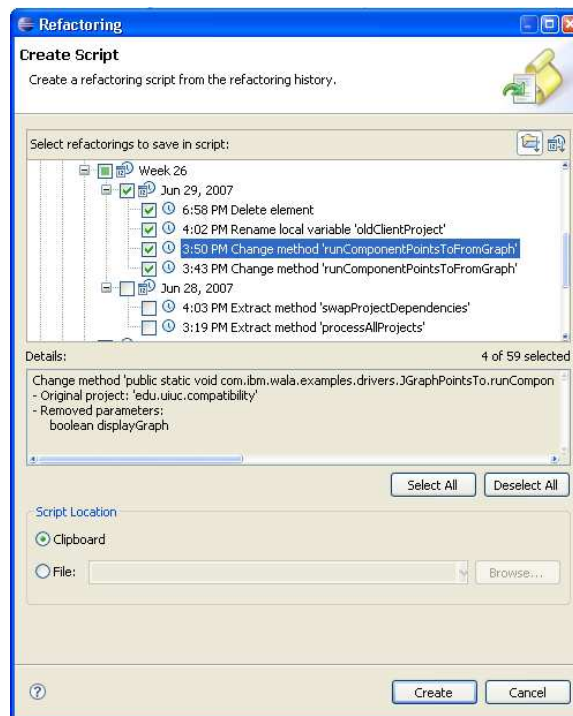 Refactoring
Create Script
Create a refactoring script from the refactoring history.
Select refactorings to save in script:
Week 26
Jun 29, 2007
6:58 PM Delete element
4:02 PM Rename local variable 'oldClientProject'
3:50 PM Change method 'runComponentPointsToFromGraph'
3:43 PM Change method 'runComponentPointsToFromGraph'
Jun 28, 2007
4:03 PM Extract method 'swapProjectDependencies'
3:19 PM Extract method 'processAllProjects'
Details: 4 of 59 selected
Change method 'public static void com.ibm.wala.examples.drivers.JGraphPointsTo.runCompon
- Original project: 'edu.uiuc.compatibility'
- Removed parameters:
boolean displayGraph
Select All Deselect All
Script Location
Clipboard
File: Browse...
? Create Cancel